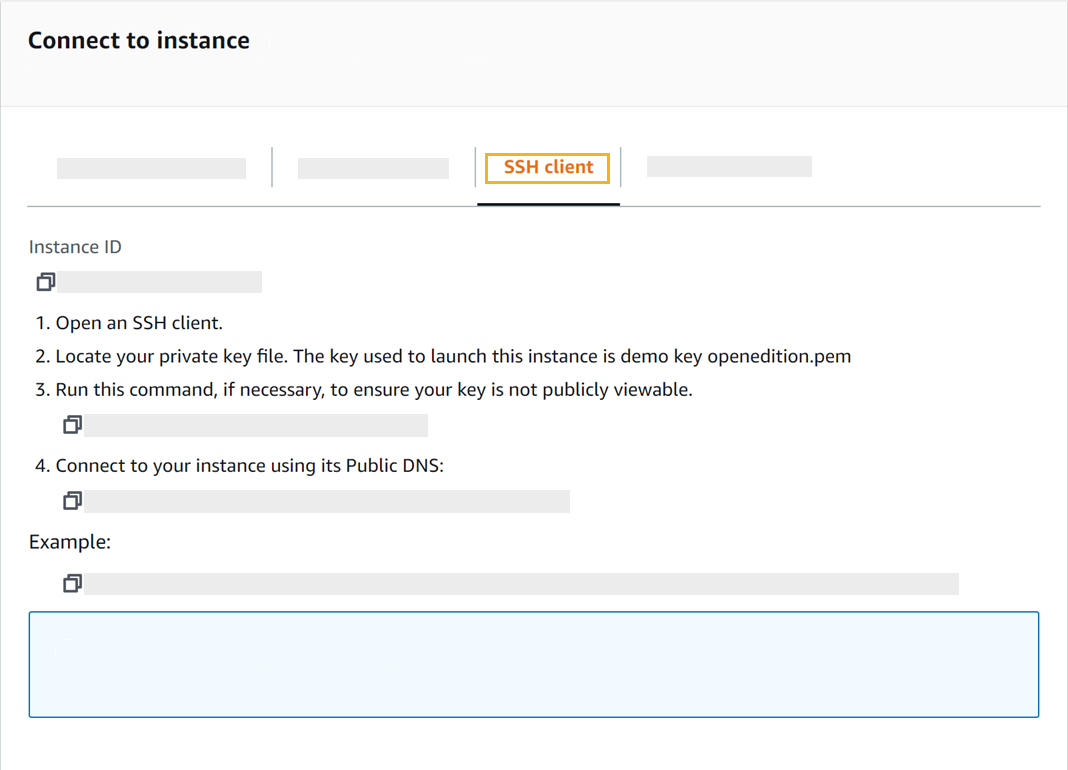 Connect to instance
SSH client
Instance ID
1. Open an SSH client.
2. Locate your private key file. The key used to launch this instance is demo key openedition.pem
3. Run this command, if necessary, to ensure your key is not publicly viewable.
4. Connect to your instance using its Public DNS:
Example: